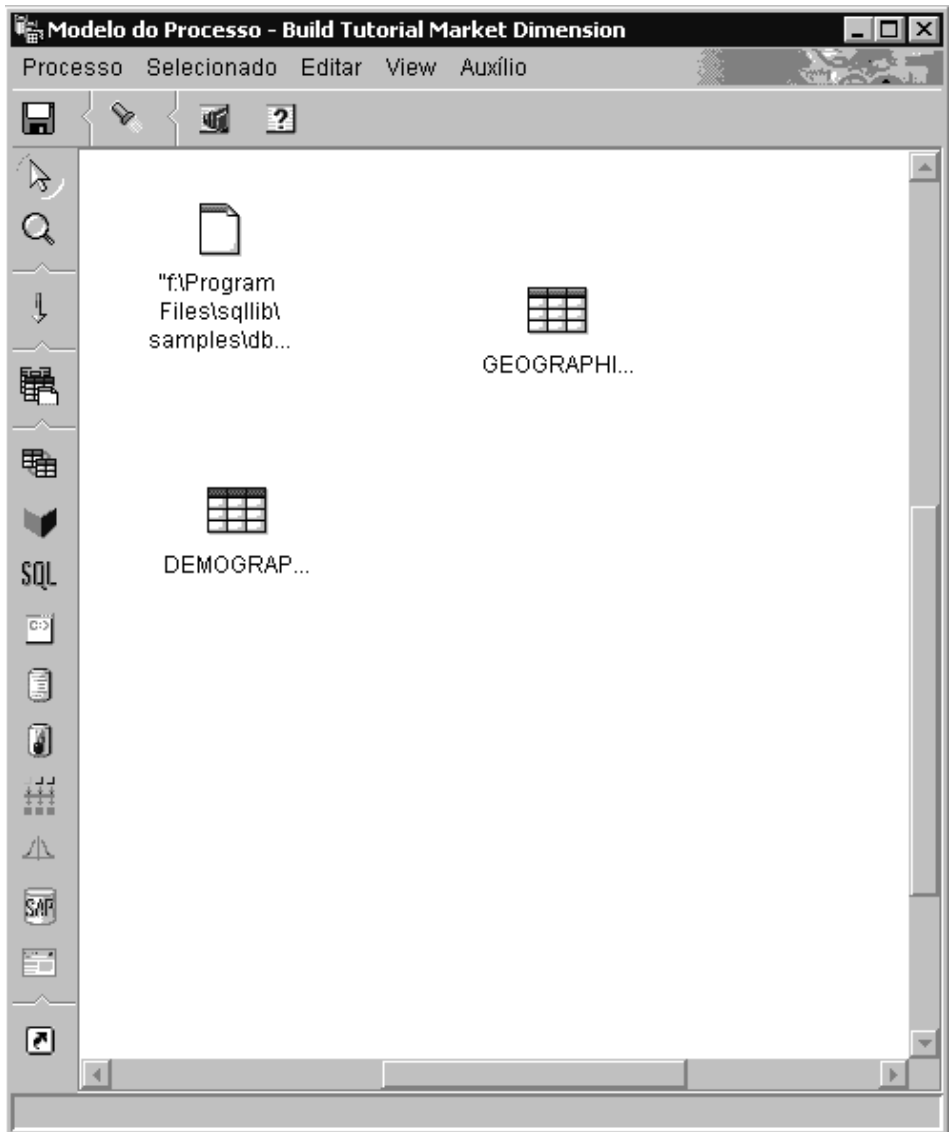 Modelo do Processo - Build Tutorial Market Dimension
Processo Selecionado Editar View Auxílio
?
"f:\Program
Files\sqllib\
samples\db...
GEOGRAPHI...
DEMOGRAP...
SQL
C:>
SAP